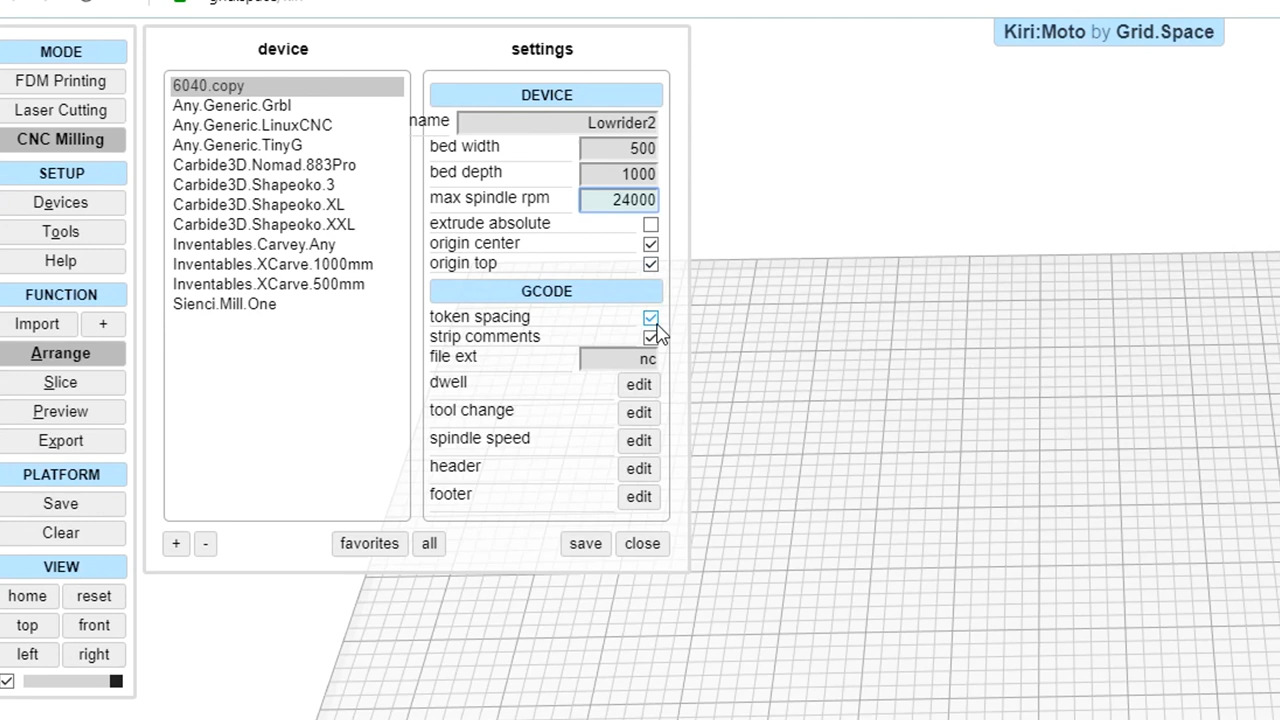 Kiri:Moto by Grid.Space
MODE
FDM Printing
Laser Cutting
CNC Milling
SETUP
Devices
Tools
Help
FUNCTION
Import +
Arrange
Slice
Preview
Export
PLATFORM
Save
Clear
VIEW
home reset
top front
left right
device
6040.copy
Any.Generic.Grbl
Any.Generic.LinuxCNC
Any.Generic.TinyG
Carbide3D.Nomad.883Pro
Carbide3D.Shapeoko.3
Carbide3D.Shapeoko.XL
Carbide3D.Shapeoko.XXL
Inventables.Carvey.Any
Inventables.XCarve.1000mm
Inventables.XCarve.500mm
Sienci.Mill.One
settings
DEVICE
name Lowrider2
bed width 500
bed depth 1000
max spindle rpm 24000
extrude absolute
origin center
origin top
GCODE
token spacing
strip comments
file ext nc
dwell edit
tool change edit
spindle speed edit
header edit
footer edit
+ - favorites all save close